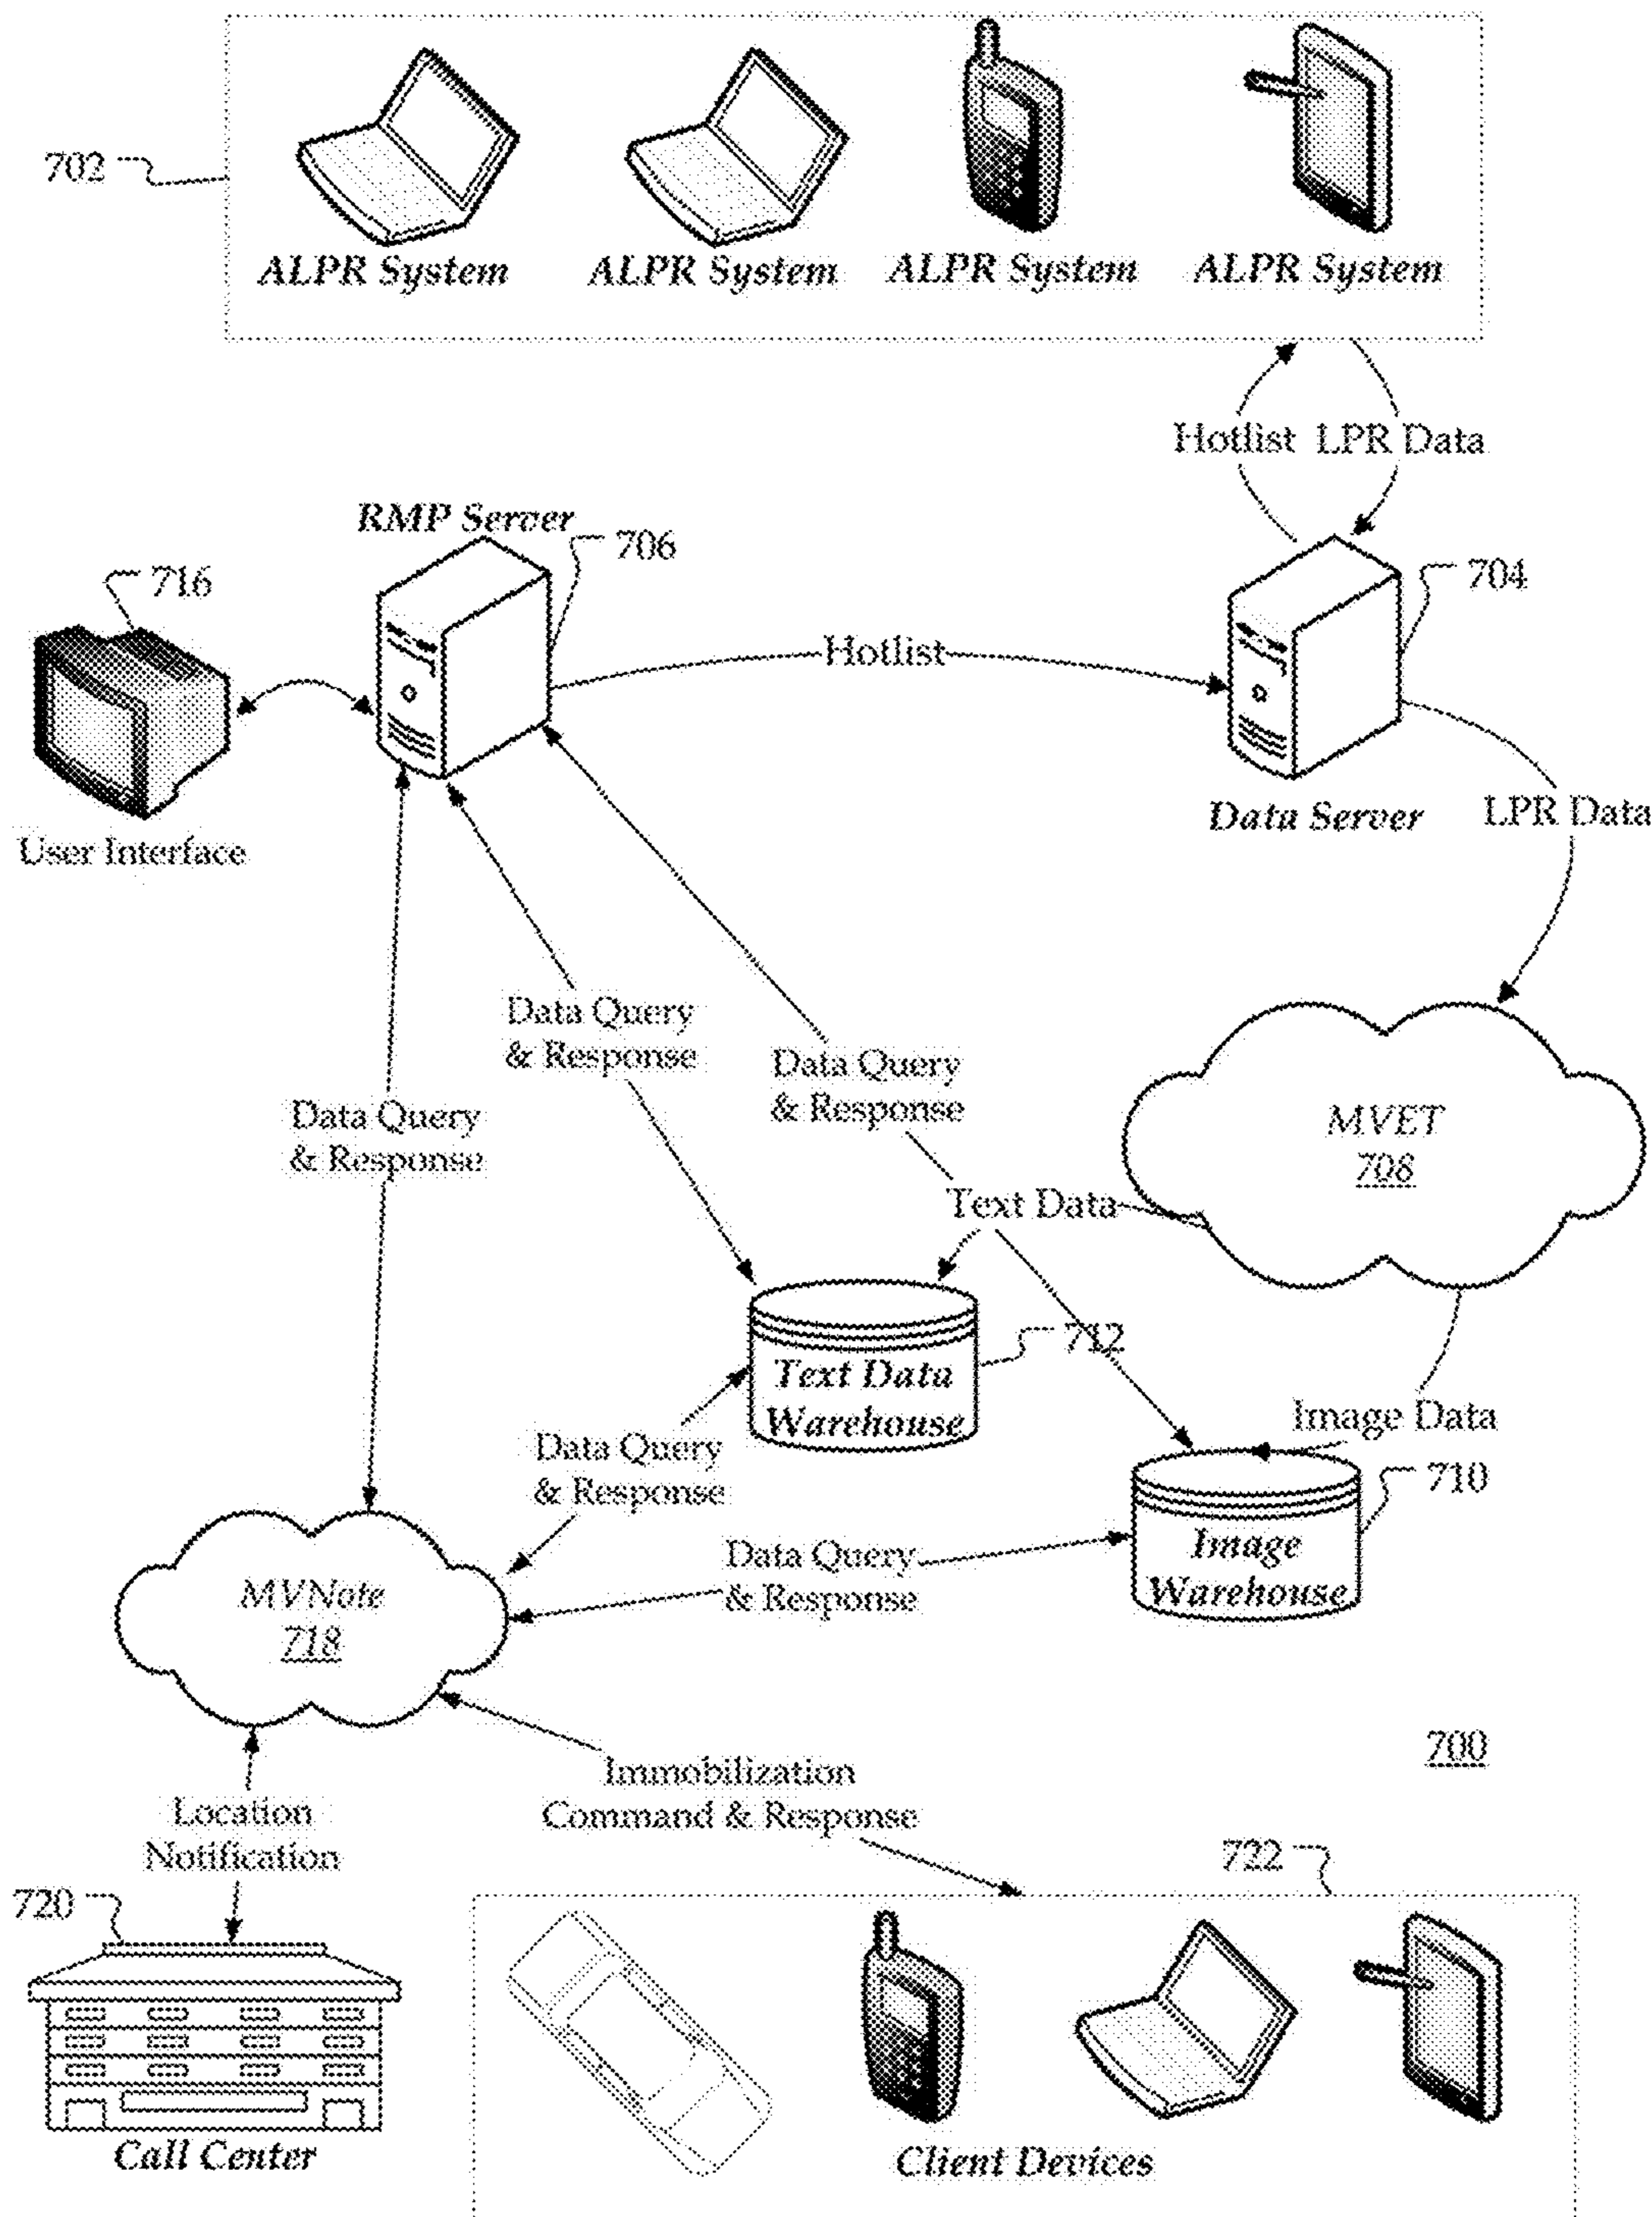 702
ALPR System
ALPR System
ALPR System
ALPR System
Hotlist
LPR Data
RMP Server
706
716
704
Hotlist
Data Server
LPR Data
User Interface
Data Query
& Response
Data Query
& Response
Data Query
& Response
MVET
708
Text Data
712
Text Data
Warehouse
Image Data
Data Query
& Response
710
Image
Warehouse
Data Query
& Response
MVNote
718
700
Immobilization
Command & Response
Location
Notification
722
720
Call Center
Client Devices